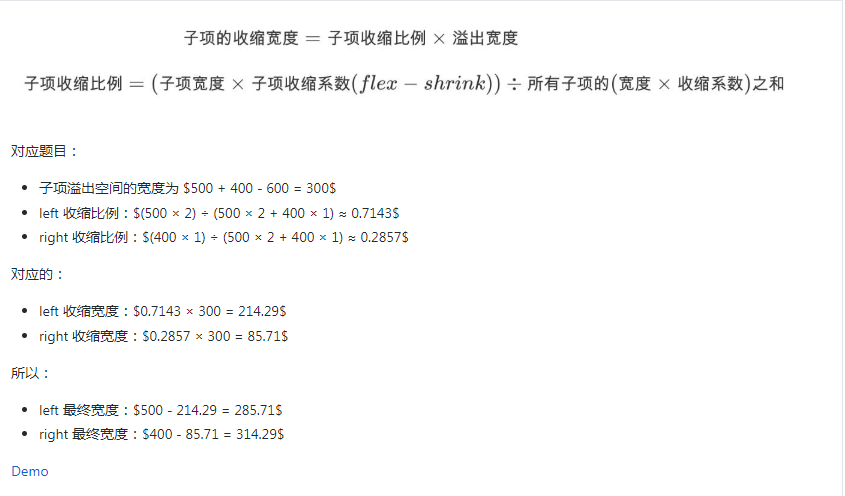 子项的收缩宽度 = 子项收缩比例 × 溢出宽度
子项收缩比例 = (子项宽度 × 子项收缩系数(flex − shrink)) ÷ 所有子项的(宽度 × 收缩系数)之和
对应题目：
• 子项溢出空间的宽度为 $500 + 400 - 600 = 300$
• left 收缩比例：$(500 × 2) ÷ (500 × 2 + 400 × 1) ≈ 0.7143$
• right 收缩比例：$(400 × 1) ÷ (500 × 2 + 400 × 1) ≈ 0.2857$
对应的：
• left 收缩宽度：$0.7143 × 300 = 214.29$
• right 收缩宽度：$0.2857 × 300 = 85.71$
所以：
• left 最终宽度：$500 - 214.29 = 285.71$
• right 最终宽度：$400 - 85.71 = 314.29$
Demo